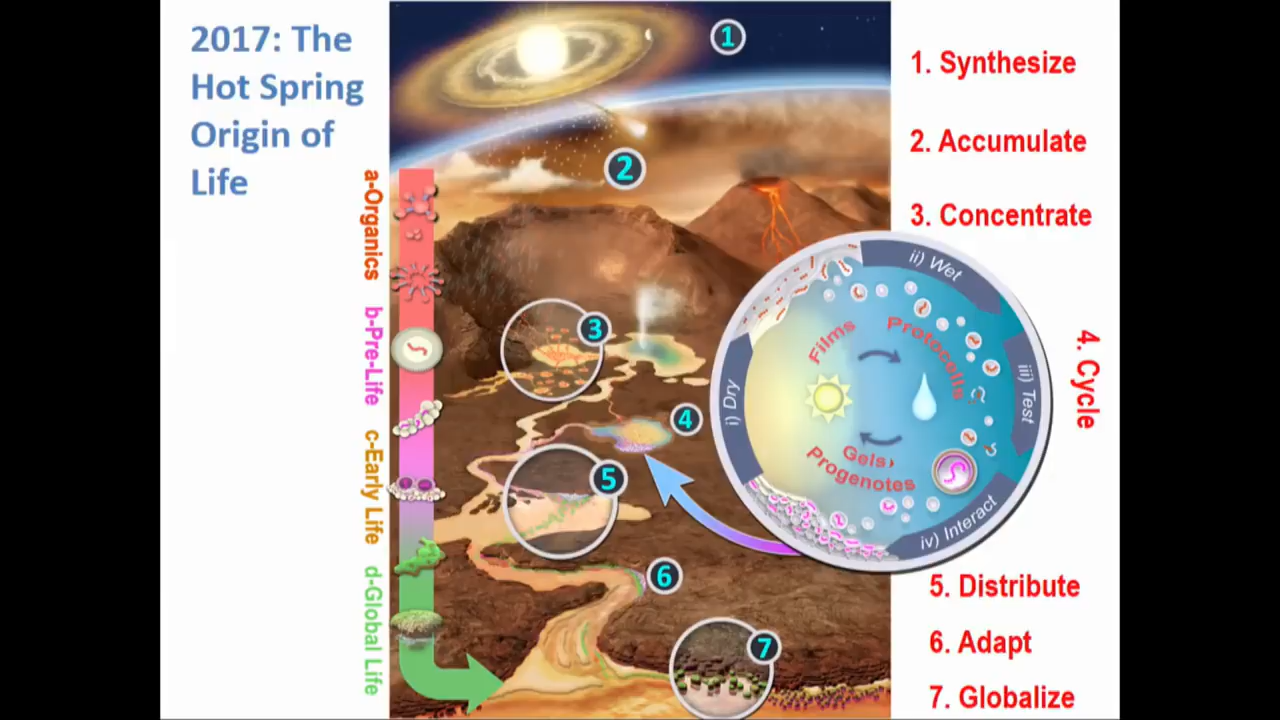 2017: The
Hot Spring
Origin of
Life
a-Organics
b-Pre-Life
c-Early Life
d-Global Life
1
2
3
4
5
6
7
i) Dry
ii) Wet
iii) Test
iv) Interact
Films
Protocells
Gels,
Progenotes
1. Synthesize
2. Accumulate
3. Concentrate
4. Cycle
5. Distribute
6. Adapt
7. Globalize